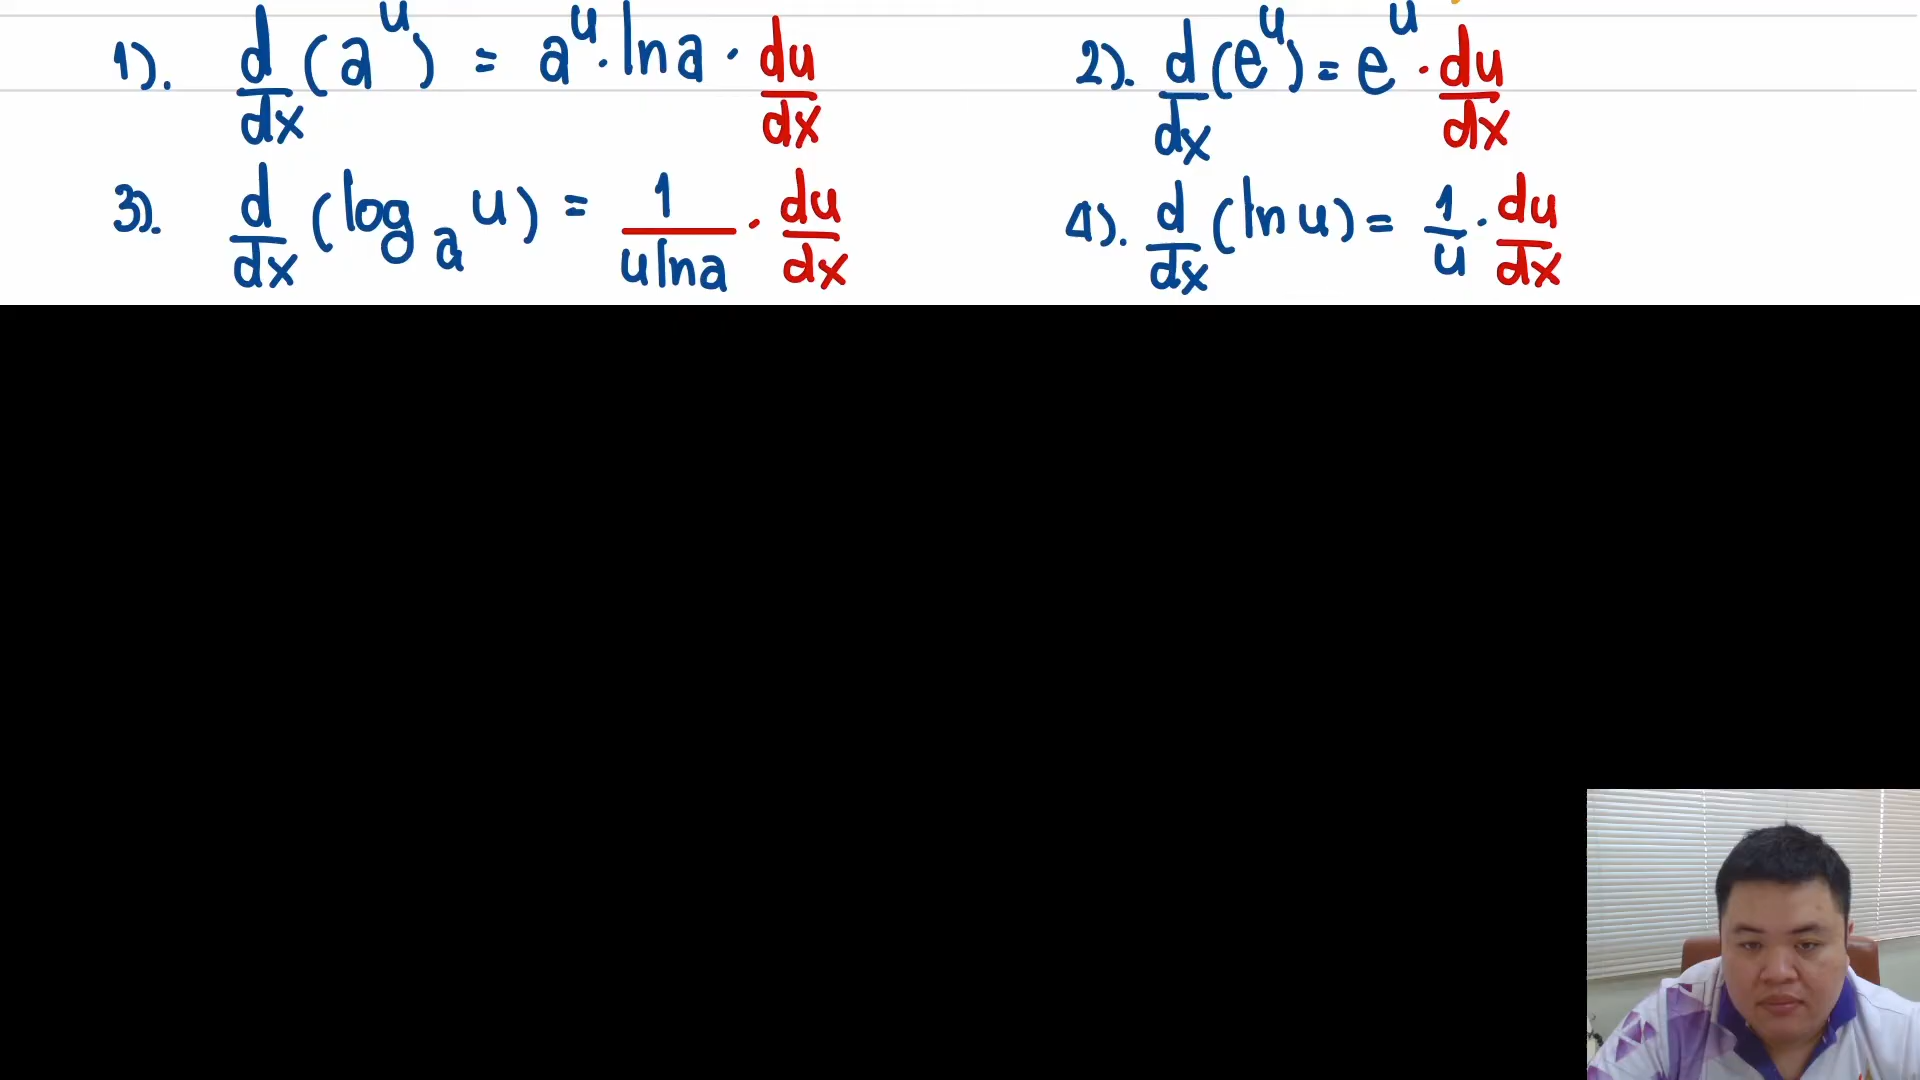 1). d/dx (a^u) = a^u · ln a · du/dx
2). d/dx (e^u) = e^u · du/dx
3). d/dx (log_a u) = 1/(u ln a) · du/dx
4). d/dx (ln u) = 1/u · du/dx